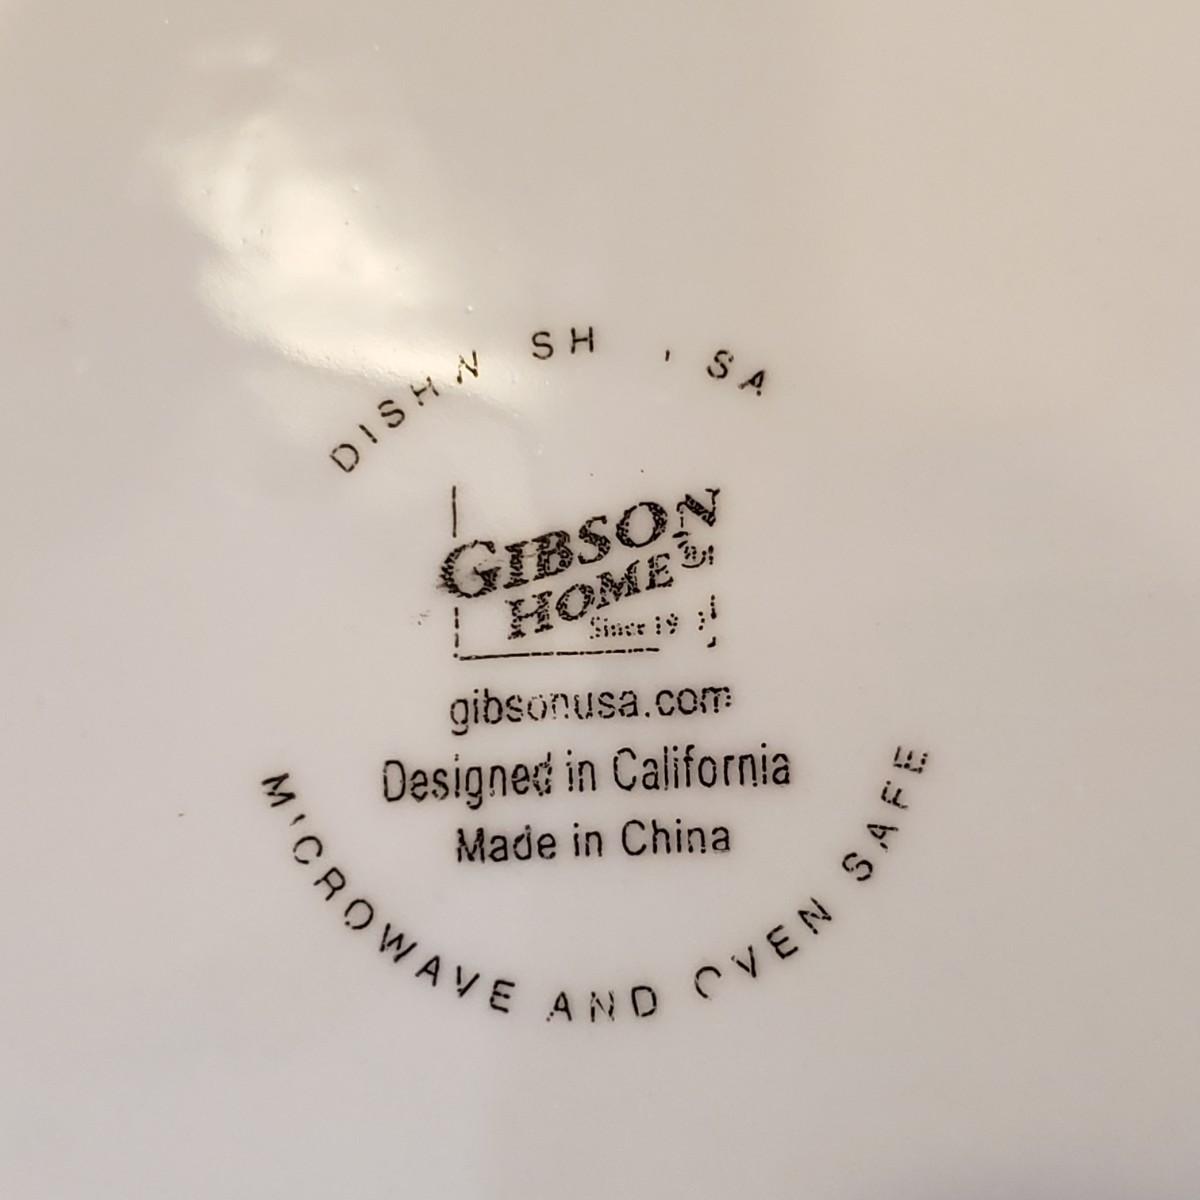 GIBSON
HOME®
Since
gibsonusa.com
Designed in California
Made in China
MICROWAVE AND OVEN SAFE